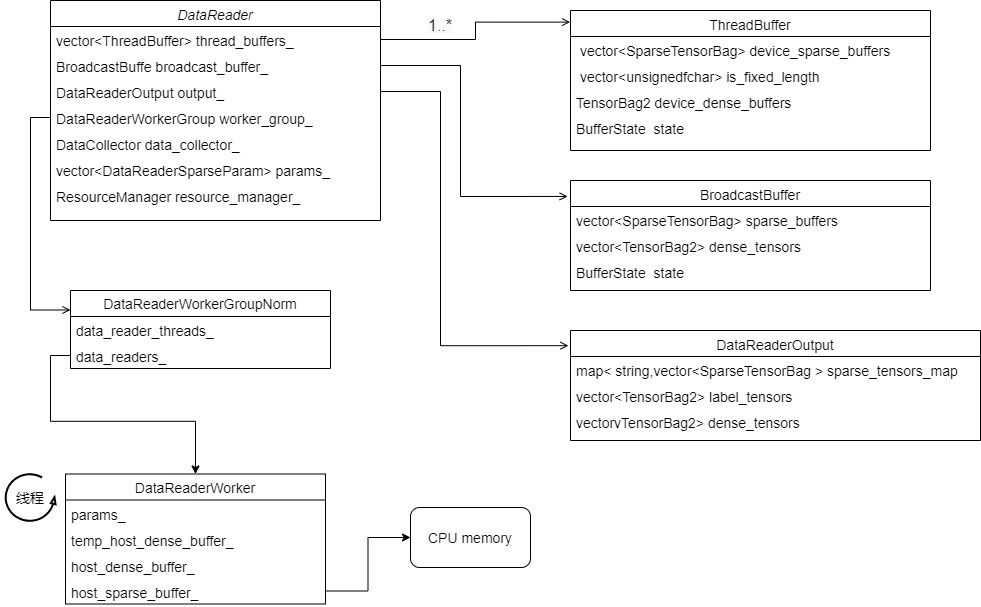 DataReader
vector<ThreadBuffer> thread_buffers_
BroadcastBuffe broadcast_buffer_
DataReaderOutput output_
DataReaderWorkerGroup worker_group_
DataCollector data_collector_
vector<DataReaderSparseParam> params_
ResourceManager resource_manager_
1..*
ThreadBuffer
vector<SparseTensorBag> device_sparse_buffers
vector<unsignedfchar> is_fixed_length
TensorBag2 device_dense_buffers
BufferState state
BroadcastBuffer
vector<SparseTensorBag> sparse_buffers
vector<TensorBag2> dense_tensors
BufferState state
DataReaderWorkerGroupNorm
data_reader_threads_
data_readers_
DataReaderOutput
map< string,vector<SparseTensorBag > sparse_tensors_map
vector<TensorBag2> label_tensors
vectorvTensorBag2> dense_tensors
线程
DataReaderWorker
params_
temp_host_dense_buffer_
host_dense_buffer_
host_sparse_buffer_
CPU memory